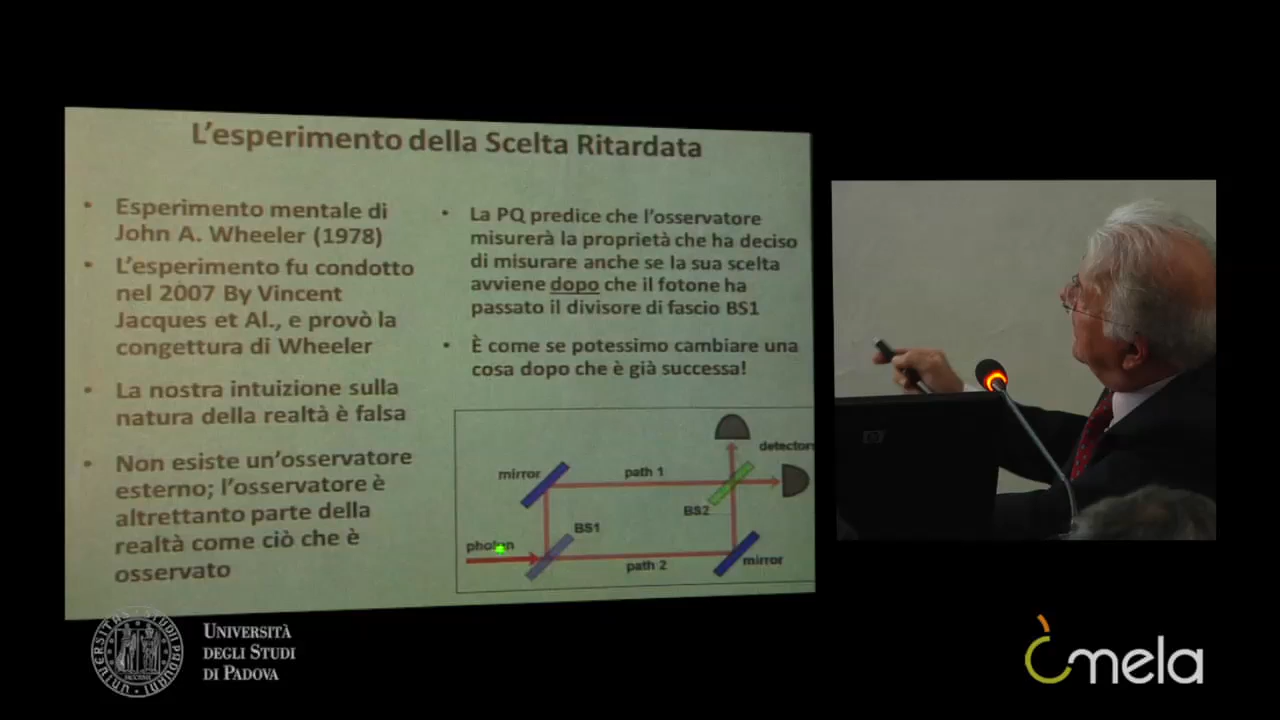 L'esperimento della Scelta Ritardata
• Esperimento mentale di
John A. Wheeler (1978)
• L'esperimento fu condotto
nel 2007 By Vincent
Jacques et Al., e provò la
congettura di Wheeler
• La nostra intuizione sulla
natura della realtà è falsa
• Non esiste un'osservatore
esterno; l'osservatore è
altrettanto parte della
realtà come ciò che è
osservato
• La PQ predice che l'osservatore
misurerà la proprietà che ha deciso
di misurare anche se la sua scelta
avviene dopo che il fotone ha
passato il divisore di fascio BS1
• È come se potessimo cambiare una
cosa dopo che è già successa!
detectors
mirror
path 1
BS2
BS1
photon
path 2
mirror
hp
UNIVERSITÀ
DEGLI STUDI
DI PADOVA
mela